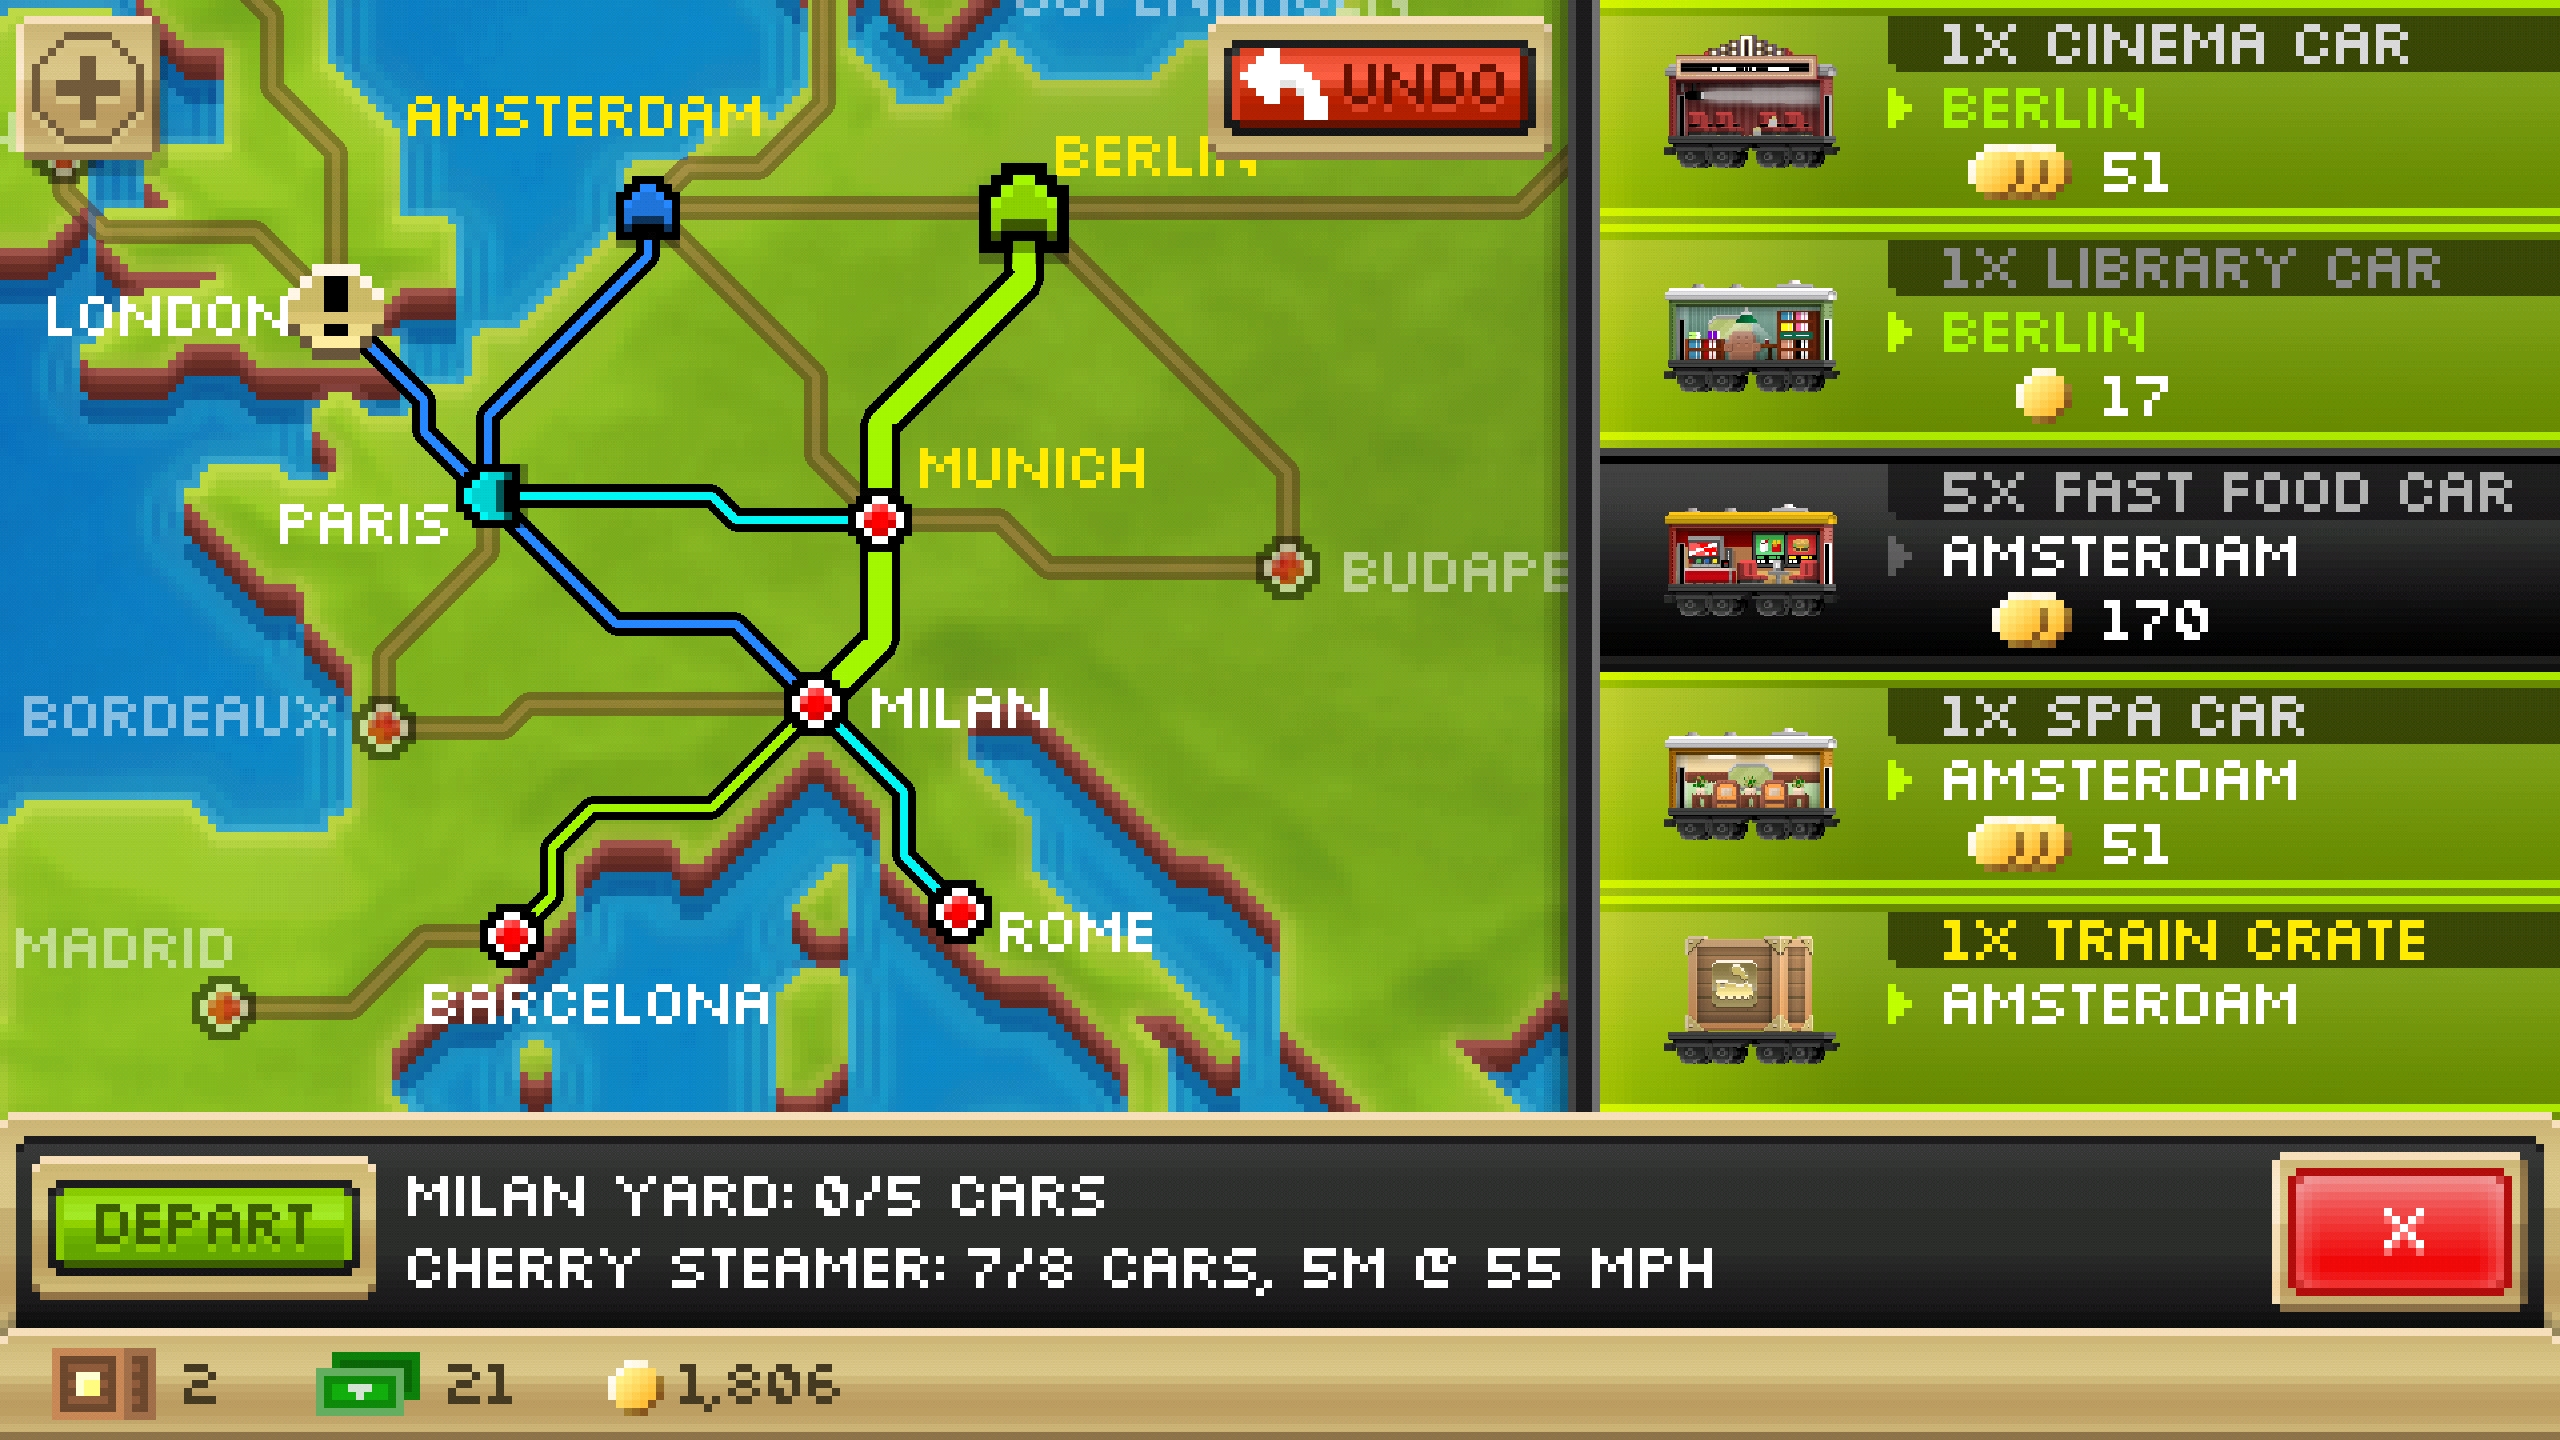 UNDO
AMSTERDAM
BERLIN
LONDON
MUNICH
PARIS
BUDAPE
BORDEAUX
MILAN
MADRID
ROME
BARCELONA
1X CINEMA CAR
BERLIN
51
1X LIBRARY CAR
BERLIN
17
5X FAST FOOD CAR
AMSTERDAM
170
1X SPA CAR
AMSTERDAM
51
1X TRAIN CRATE
AMSTERDAM
DEPART
MILAN YARD: 0/5 CARS
CHERRY STEAMER: 7/8 CARS, 5M @ 55 MPH
X
2
21
1,806